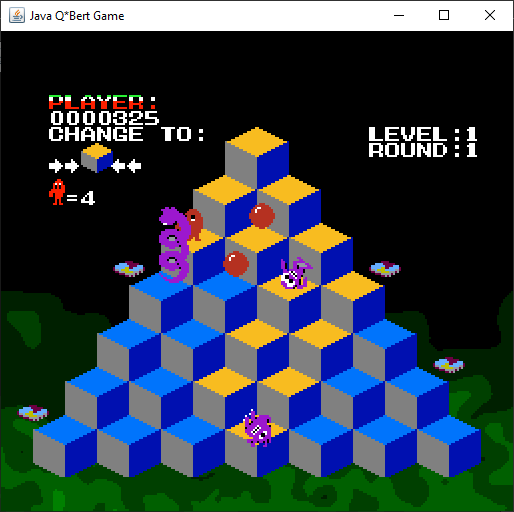 Java Q*Bert Game
PLAYER:
0000325
CHANGE TO:
LEVEL:1
ROUND:1
=4